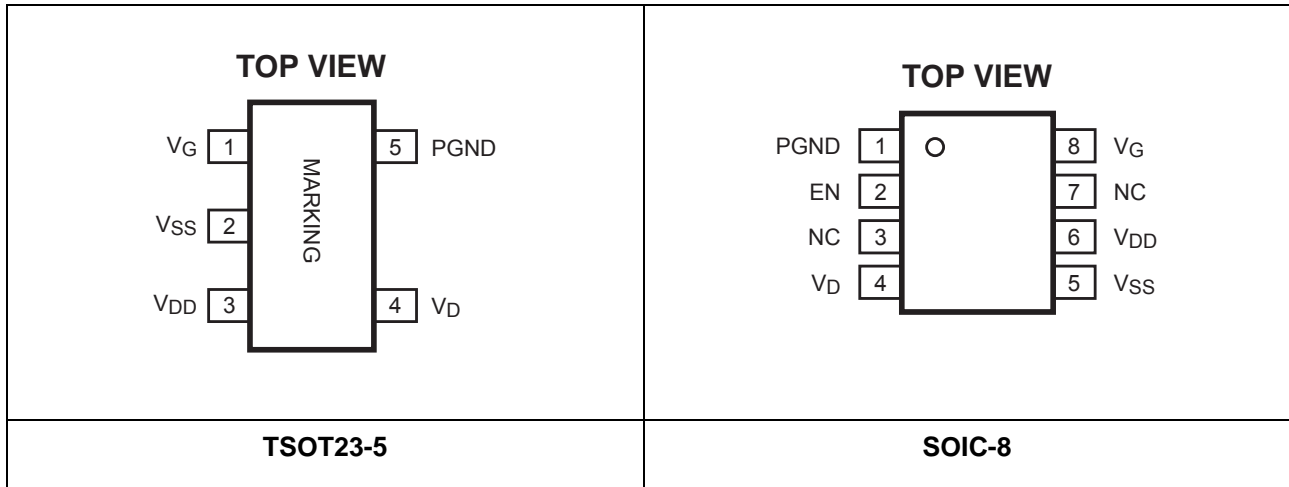 TOP VIEW
VG 1 5 PGND
MARKING
VSS 2
VDD 3 4 VD
TSOT23-5
TOP VIEW
PGND 1 8 VG
EN 2 7 NC
NC 3 6 VDD
VD 4 5 VSS
SOIC-8